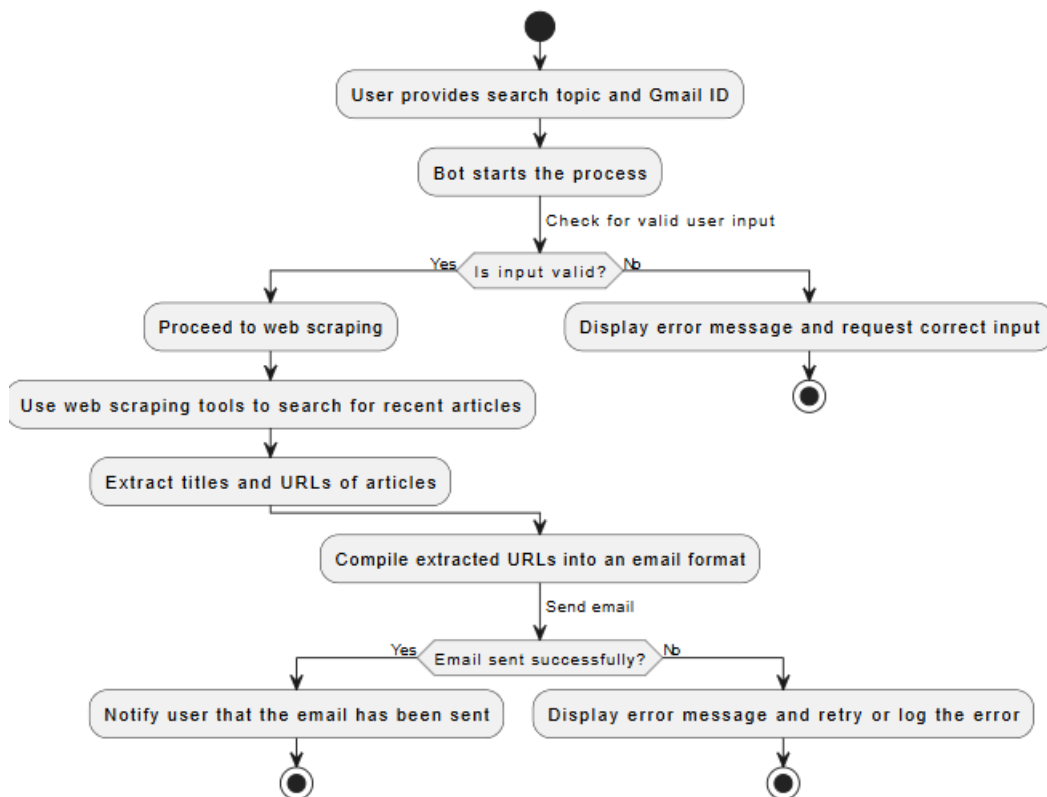 User provides search topic and Gmail ID
Bot starts the process
Check for valid user input
Yes
Is input valid?
No
Proceed to web scraping
Display error message and request correct input
Use web scraping tools to search for recent articles
Extract titles and URLs of articles
Compile extracted URLs into an email format
Send email
Yes
Email sent successfully?
No
Notify user that the email has been sent
Display error message and retry or log the error